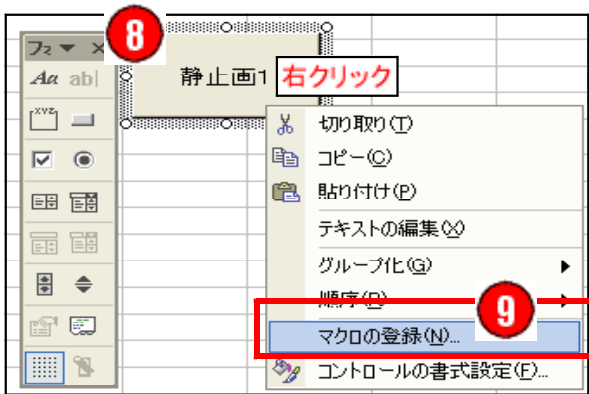 8
フォ
Aa ab|
静止画1
右クリック
XYZ
切り取り(T)
コピー(C)
貼り付け(P)
テキストの編集(X)
グループ化(G)
順序(R)
9
マクロの登録(N)...
コントロールの書式設定(F)...